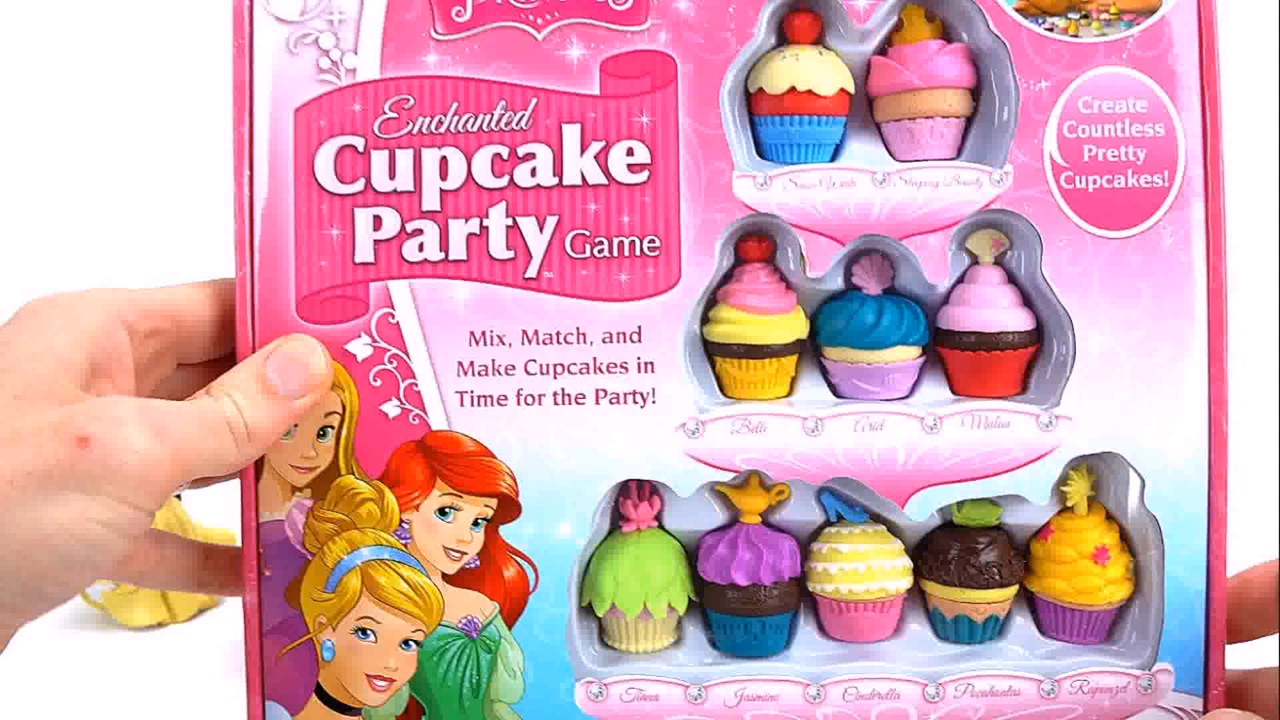 Enchanted
Cupcake
Party Game
Mix, Match, and
Make Cupcakes in
Time for the Party!
Create
Countless
Pretty
Cupcakes!
Snow White Sleeping Beauty
Belle Ariel Mulan
Tiana Jasmine Cinderella Pocahontas Rapunzel